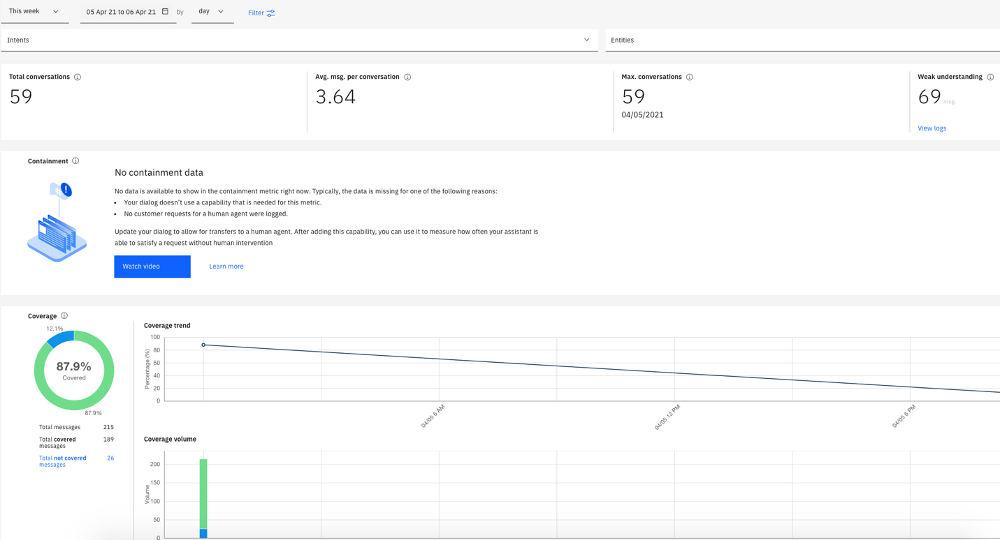 This week
05 Apr 21 to 06 Apr 21
by
day
Filter
Intents
Entities
Total conversations
59
Avg. msg. per conversation
3.64
Max. conversations
59
04/05/2021
Weak understanding
69 msg.
View logs
Containment
No containment data
No data is available to show in the containment metric right now. Typically, the data is missing for one of the following reasons:
• Your dialog doesn't use a capability that is needed for this metric.
• No customer requests for a human agent were logged.
Update your dialog to allow for transfers to a human agent. After adding this capability, you can use it to measure how often your assistant is
able to satisfy a request without human intervention
Watch video
Learn more
Coverage
12.1%
87.9%
Covered
87.9%
Total messages 215
Total covered 189
messages
Total not covered 26
messages
Coverage trend
Percentage (%)
100
80
60
40
20
0
04/05 6 AM
04/05 12 PM
04/05 6 PM
Coverage volume
Volume
200
150
100
50
0